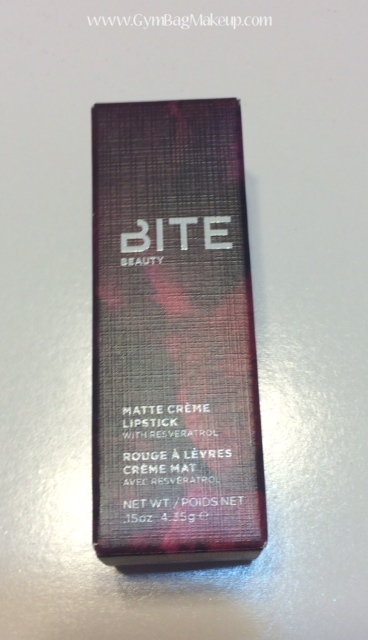 www.GymBagMakeup.com
BITE
BEAUTY
MATTE CRÈME
LIPSTICK
WITH RESVERATROL
ROUGE À LÈVRES
CRÈME MAT
AVEC RESVÉRATROL
NET WT. / POIDS NET
.15oz 4.35g ℮